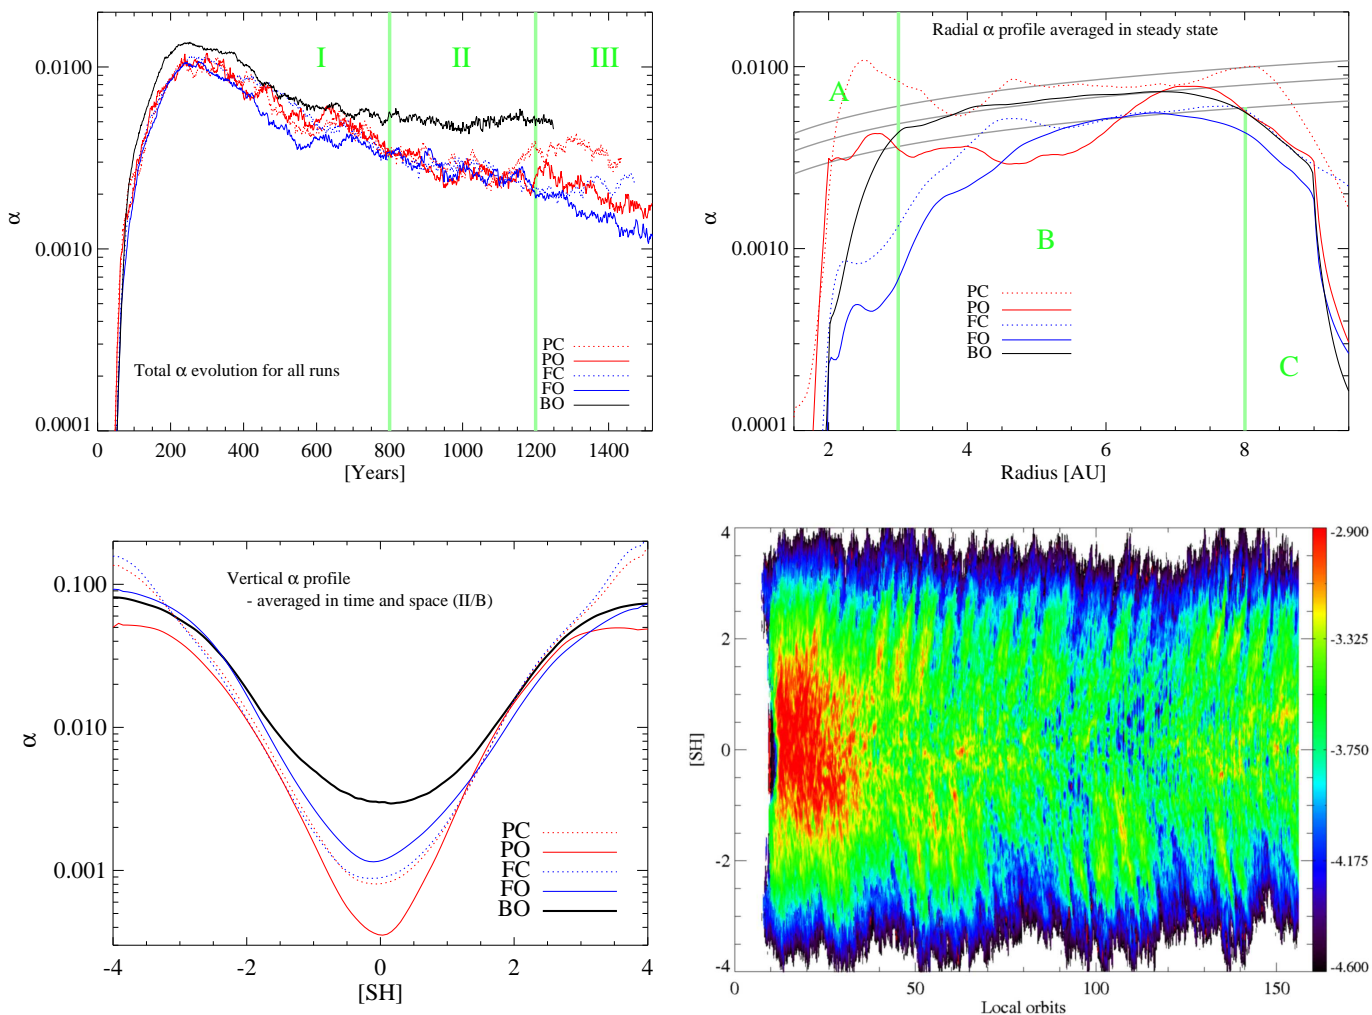 I
II
III
0.0100
0.0010
0.0001
α
Total α evolution for all runs
PC
PO
FC
FO
BO
0
200
400
600
800
1000
1200
1400
[Years]
Radial α profile averaged in steady state
A
B
C
0.0100
0.0010
0.0001
α
PC
PO
FC
FO
BO
2
4
6
8
Radius [AU]
Vertical α profile
- averaged in time and space (II/B)
0.100
0.010
0.001
α
PC
PO
FC
FO
BO
-4
-2
0
2
4
[SH]
4
2
0
-2
-4
[SH]
0
50
100
150
Local orbits
-2.900
-3.325
-3.750
-4.175
-4.600